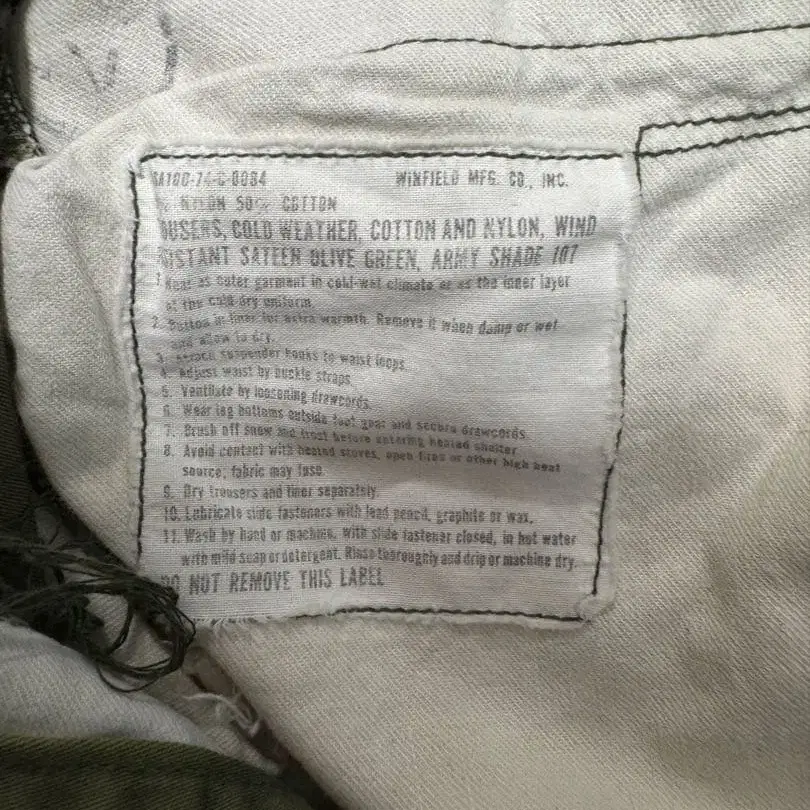 SA100-74-C-0084 WINFIELD MFG. CO., INC.
% NYLON 50% COTTON
OUSERS, COLD WEATHER, COTTON AND NYLON, WIND
ISTANT SATEEN OLIVE GREEN, ARMY SHADE 107
1. Wear as outer garment in cold-wet climate or as the inner layer
of the cold dry uniform.
2. Button in liner for extra warmth. Remove it when damp or wet
and allow to dry.
3. Attach suspender hooks to waist loops.
4. Adjust waist by buckle straps.
5. Ventilate by loosening drawcords.
6. Wear leg bottoms outside foot gear and secure drawcords.
7. Brush off snow and frost before entering heated shelter.
8. Avoid contact with heated stoves, open fires or other high heat
source; fabric may fuse.
9. Dry trousers and liner separately.
10. Lubricate slide fasteners with lead pencil, graphite or wax.
11. Wash by hand or machine, with slide fastener closed, in hot water
with mild soap or detergent. Rinse thoroughly and drip or machine dry.
DO NOT REMOVE THIS LABEL